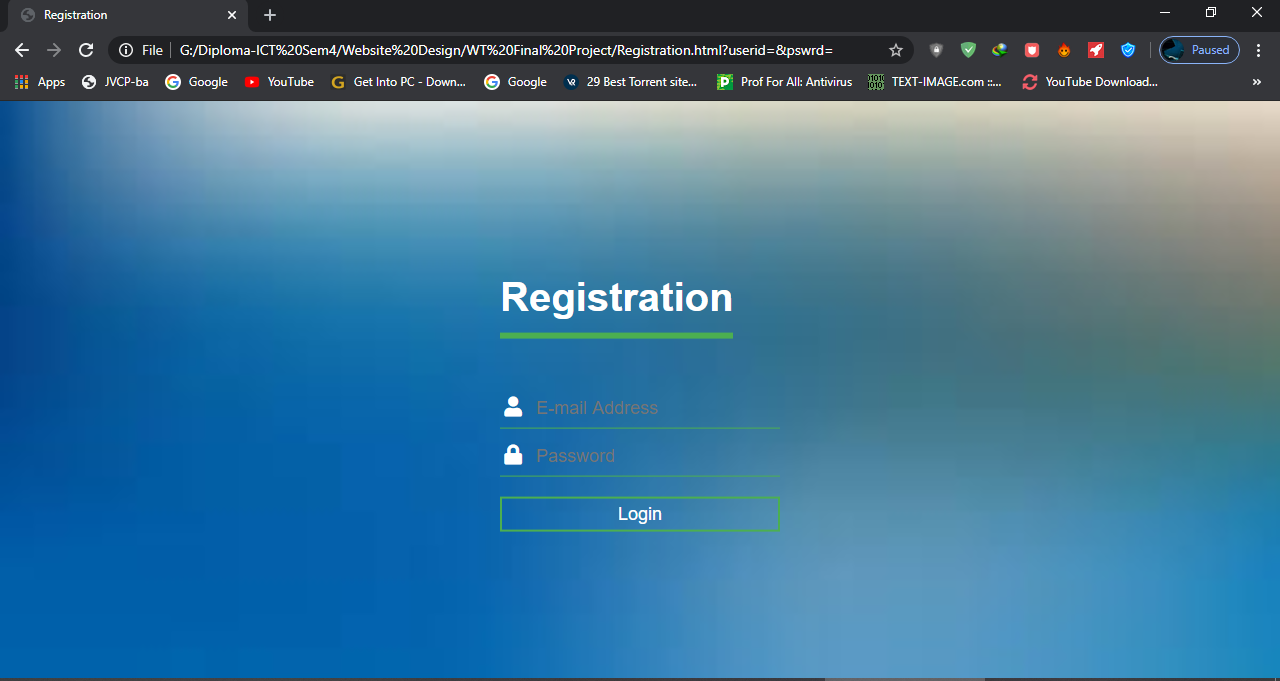 Registration
File G:/Diploma-ICT%20Sem4/Website%20Design/WT%20Final%20Project/Registration.html?userid=&pswrd= Paused
Apps JVCP-ba Google YouTube Get Into PC - Down... Google VR 29 Best Torrent site... Prof For All: Antivirus TEXT-IMAGE.com ::... YouTube Download... »
Registration
E-mail Address
Password
Login